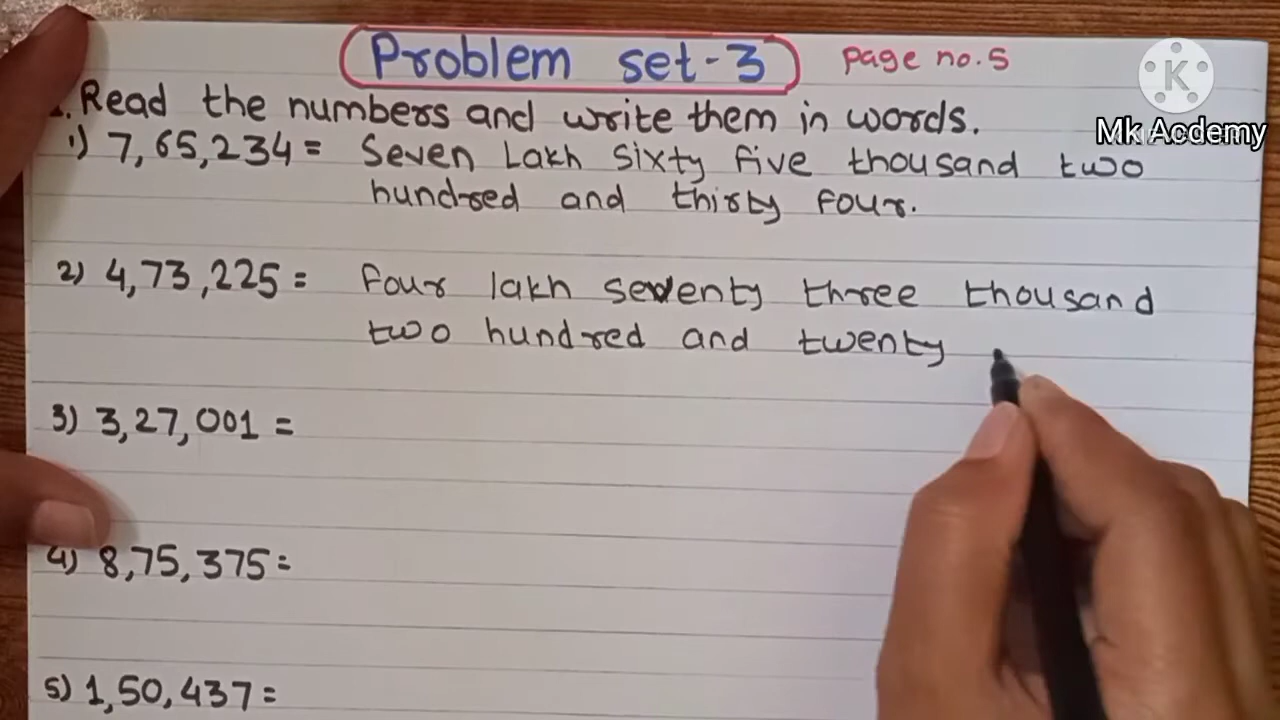 Problem set-3 page no.5
Read the numbers and write them in words.
1) 7,65,234 = Seven Lakh sixty five thousand two
hundred and thirty four.
2) 4,73,225 = four lakh seventy three thousand
two hundred and twenty
3) 3,27,001 =
4) 8,75,375 =
5) 1,50,437 =
K
Mk Acdemy